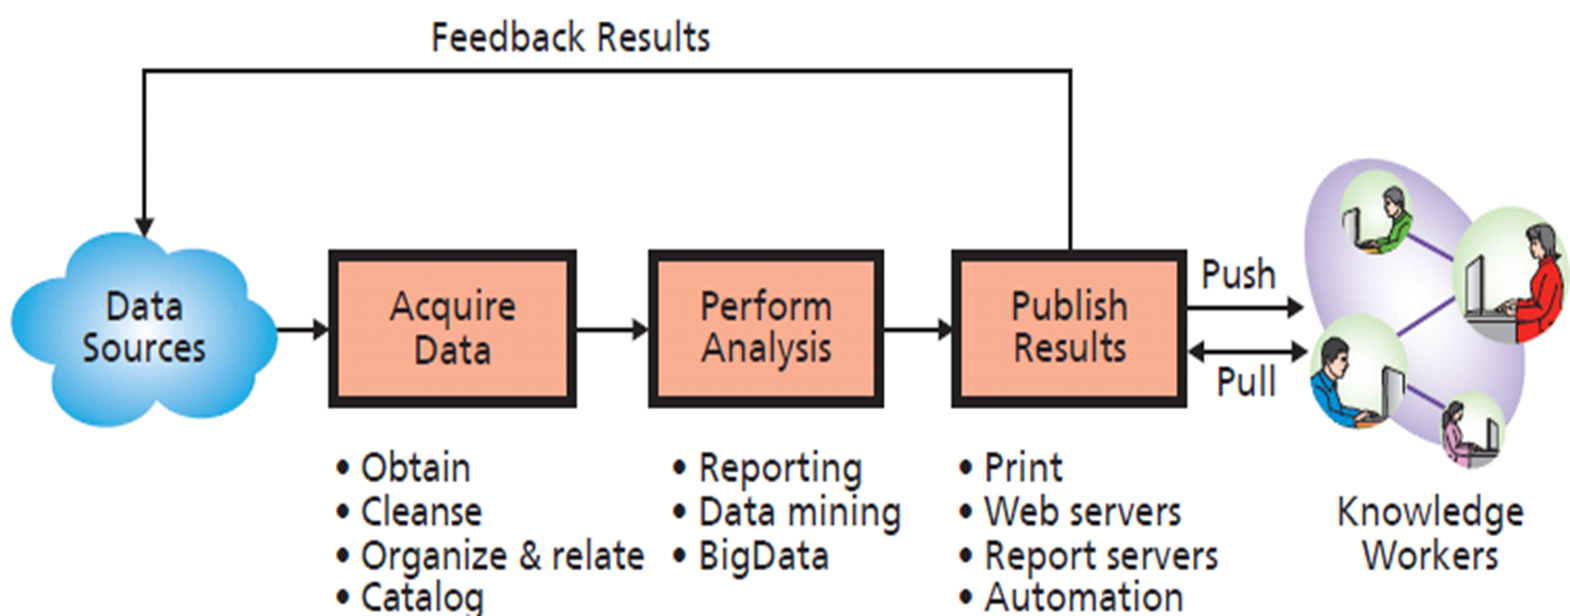 Feedback Results
Data
Sources
Acquire
Data
Perform
Analysis
Publish
Results
Push
Pull
• Obtain
• Cleanse
• Organize & relate
• Catalog
• Reporting
• Data mining
• BigData
• Print
• Web servers
• Report servers
• Automation
Knowledge
Workers